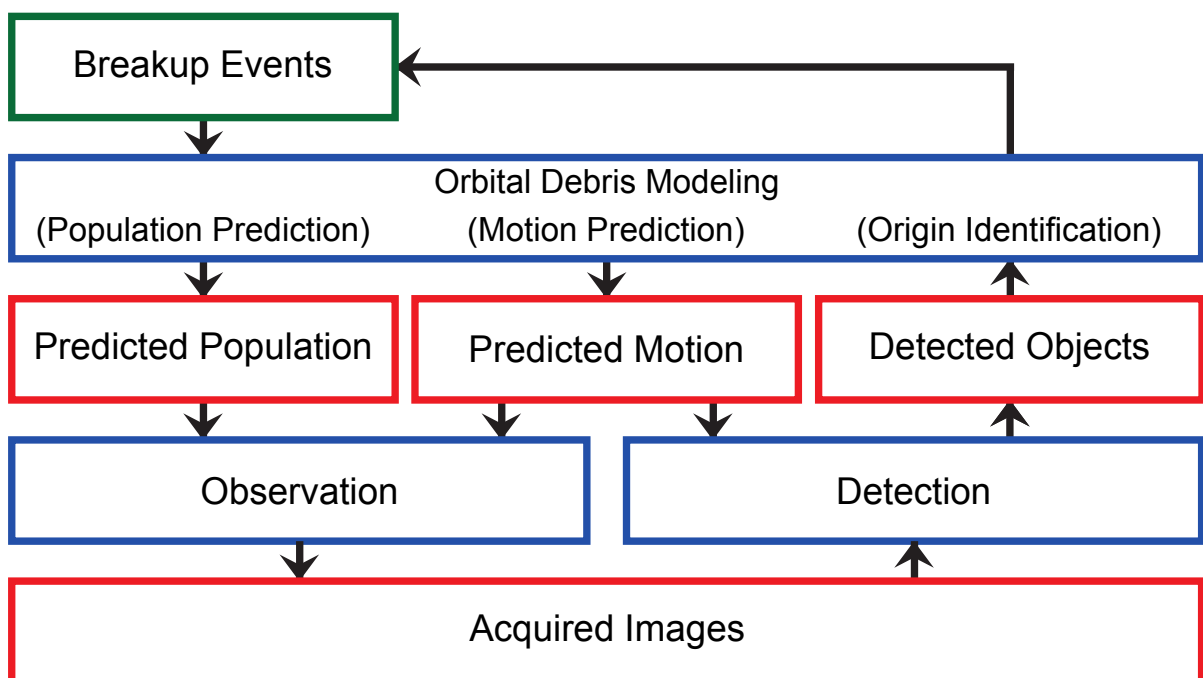 Breakup Events
Orbital Debris Modeling
(Population Prediction) (Motion Prediction) (Origin Identification)
Predicted Population Predicted Motion Detected Objects
Observation Detection
Acquired Images